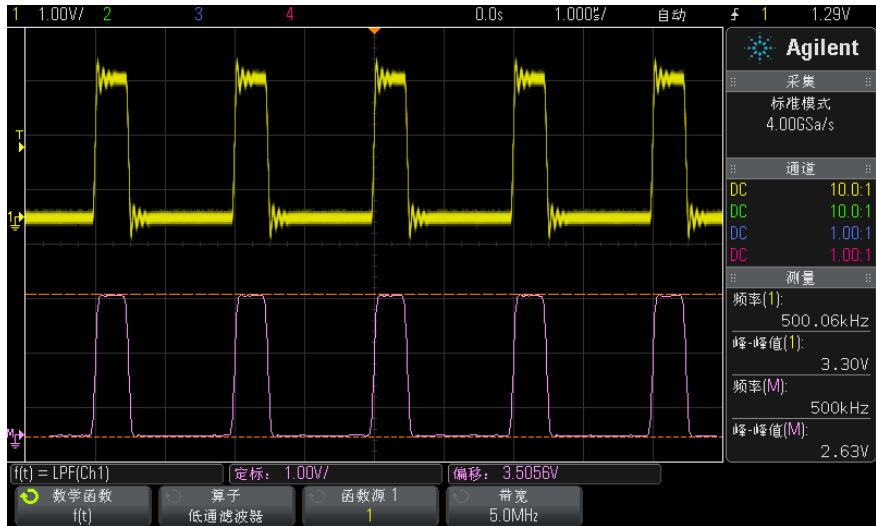 1 1.00V/ 2 3 4 0.0s 1.000㎲/ 自动 1 1.29V
Agilent
采集
标准模式
4.00GSa/s
通道
DC 10.0:1
DC 10.0:1
DC 1.00:1
DC 1.00:1
测量
频率(1):
500.06kHz
峰-峰值(1):
3.30V
频率(M):
500kHz
峰-峰值(M):
2.63V
T
1
M
f(t) = LPF(Ch1) 定标: 1.00V/ 偏移: 3.5056V
数学函数 算子 函数源 1 带宽
f(t) 低通滤波器 1 5.0MHz